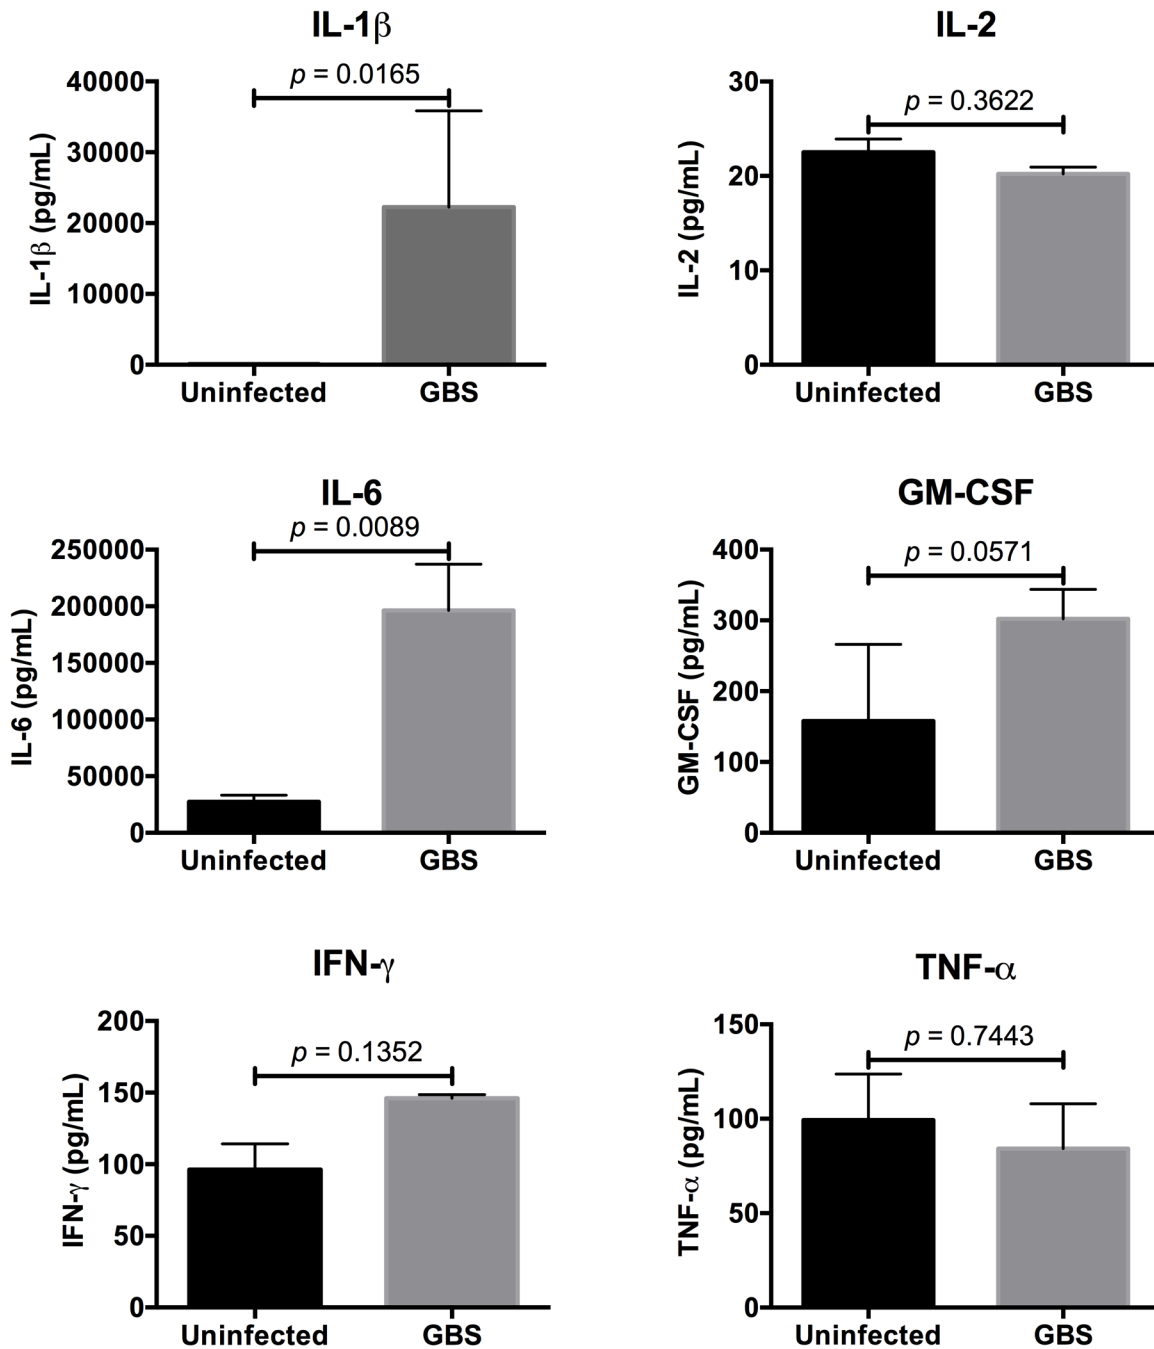 IL-1β
p = 0.0165
40000
30000
20000
10000
0
IL-1β (pg/mL)
Uninfected GBS
IL-2
p = 0.3622
30
20
10
0
IL-2 (pg/mL)
Uninfected GBS
IL-6
p = 0.0089
250000
200000
150000
100000
50000
0
IL-6 (pg/mL)
Uninfected GBS
GM-CSF
p = 0.0571
400
300
200
100
0
GM-CSF (pg/mL)
Uninfected GBS
IFN-γ
p = 0.1352
200
150
100
50
0
IFN-γ (pg/mL)
Uninfected GBS
TNF-α
p = 0.7443
150
100
50
0
TNF-α (pg/mL)
Uninfected GBS